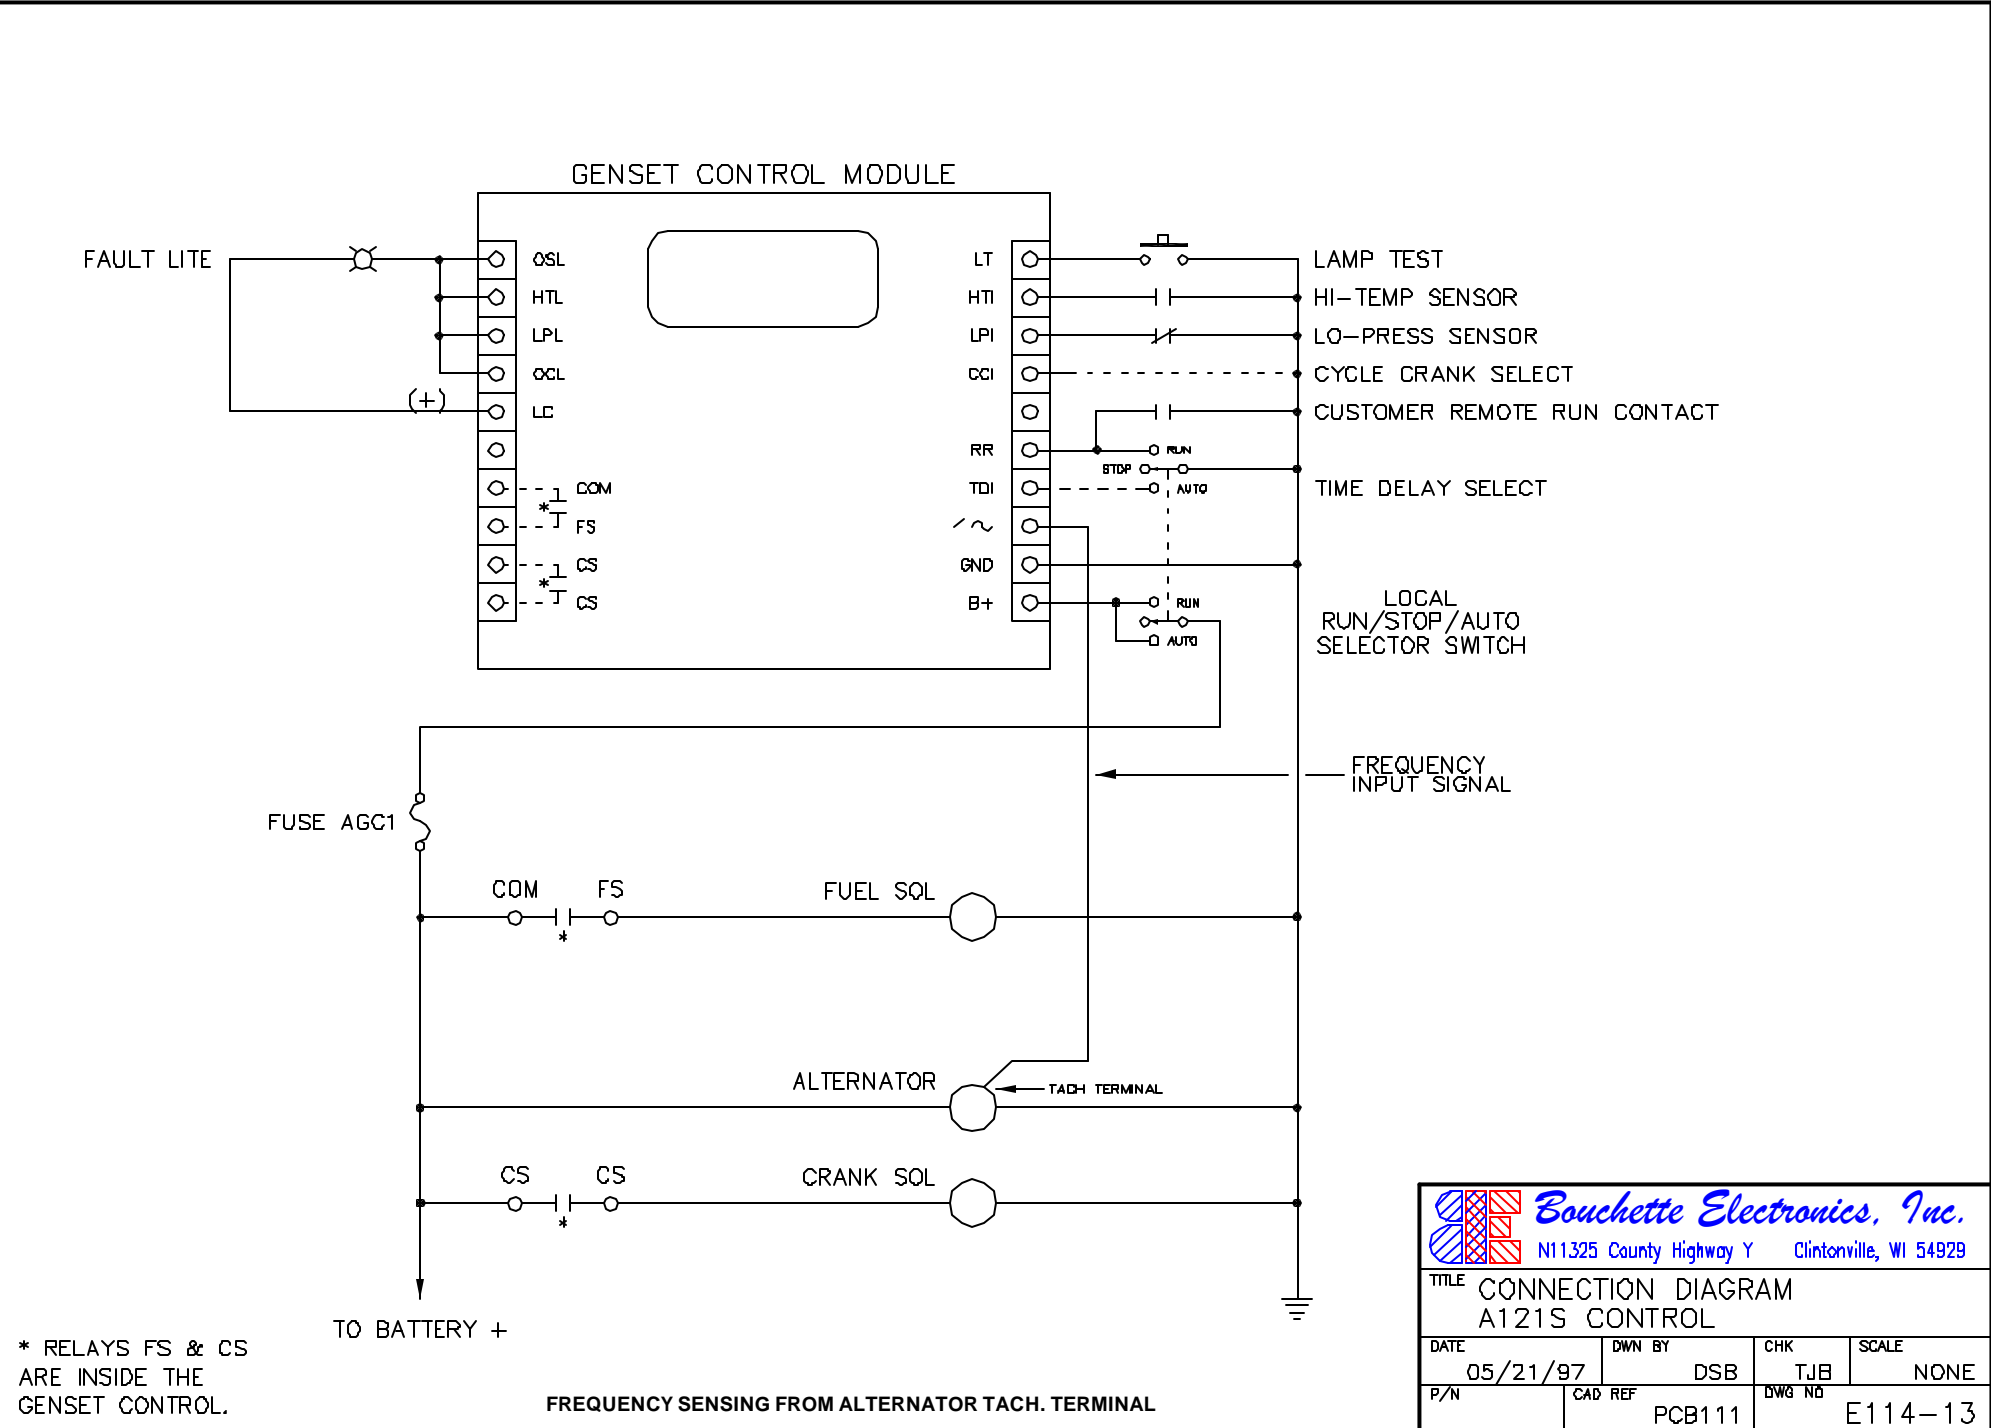 GENSET CONTROL MODULE
FAULT LITE
(+)
OSL
HTL
LPL
OCL
LC
COM
*
FS
CS
*
CS
LT
HTI
LPI
CCI
RR
TDI
GND
B+
LAMP TEST
HI-TEMP SENSOR
LO-PRESS SENSOR
CYCLE CRANK SELECT
CUSTOMER REMOTE RUN CONTACT
RUN
STOP
AUTO
TIME DELAY SELECT
RUN
AUTO
LOCAL
RUN/STOP/AUTO
SELECTOR SWITCH
FREQUENCY
INPUT SIGNAL
FUSE AGC1
COM FS
*
FUEL SOL
ALTERNATOR
TACH TERMINAL
CS CS
*
CRANK SOL
TO BATTERY +
* RELAYS FS & CS
ARE INSIDE THE
GENSET CONTROL.
FREQUENCY SENSING FROM ALTERNATOR TACH. TERMINAL
Bouchette Electronics, Inc.
N11325 County Highway Y Clintonville, WI 54929
TITLE CONNECTION DIAGRAM
A121S CONTROL
DATE DWN BY CHK SCALE
05/21/97 DSB TJB NONE
P/N CAD REF DWG NO
PCB111 E114-13